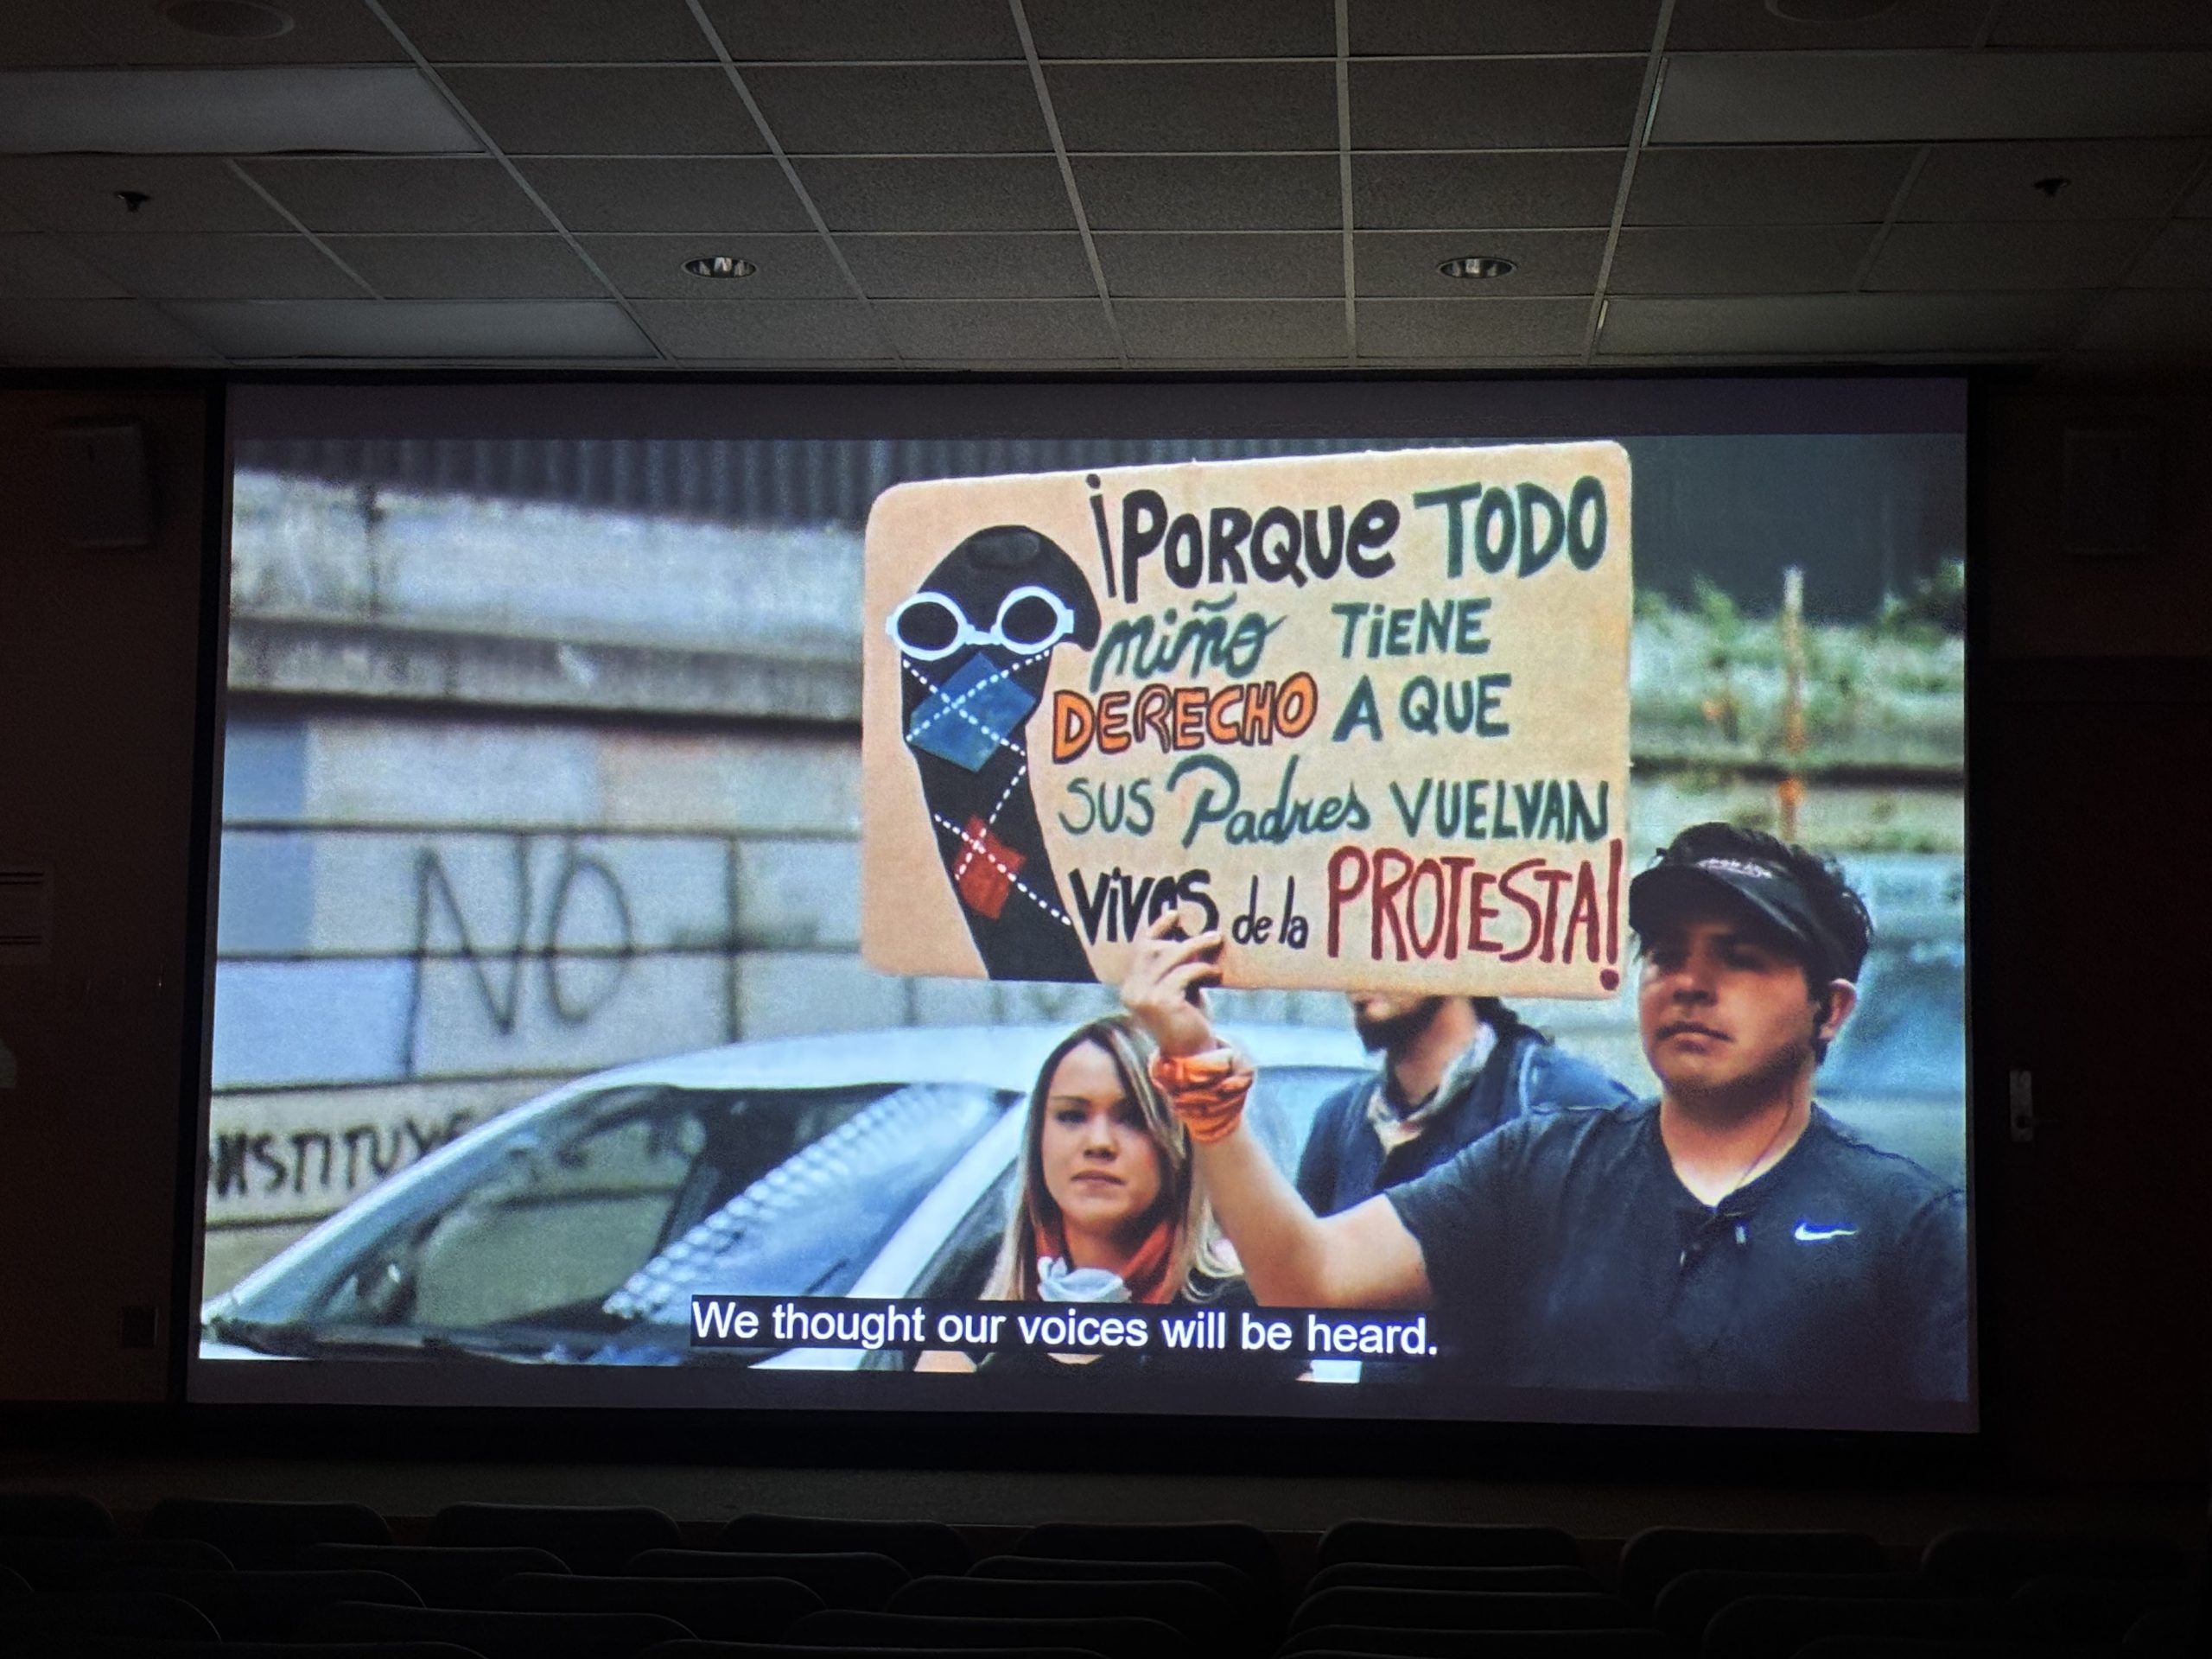 ¡PORQUe TODO
niño TiENE
DERECHO A QUE
SUS Padres VUELVAN
ViVOS de la PROTESTA!
NO
NSTITUY
We thought our voices will be heard.